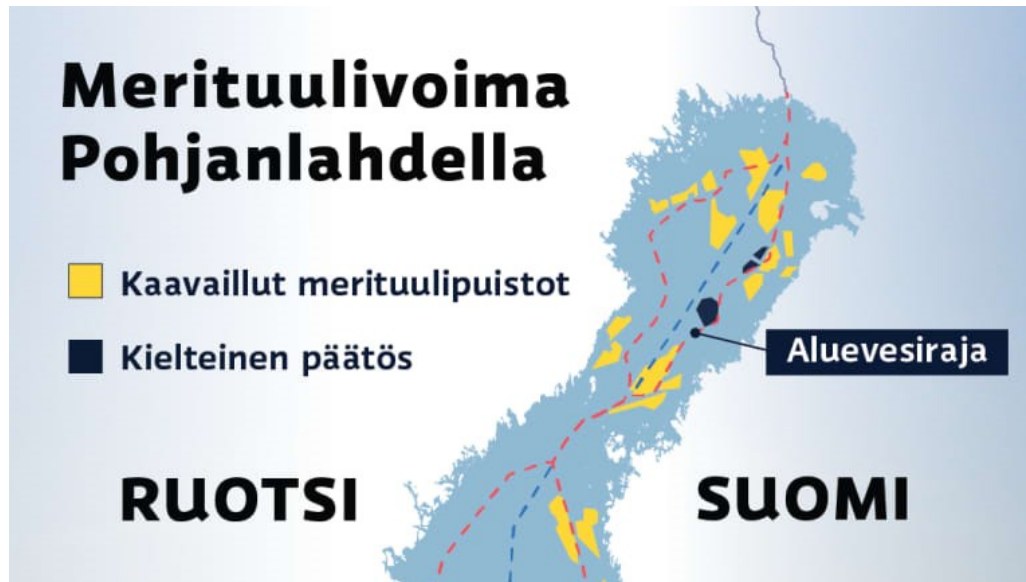 Merituulivoima
Pohjanlahdella
Kaavaillut merituulipuistot
Kielteinen päätös
Aluevesiraja
RUOTSI
SUOMI